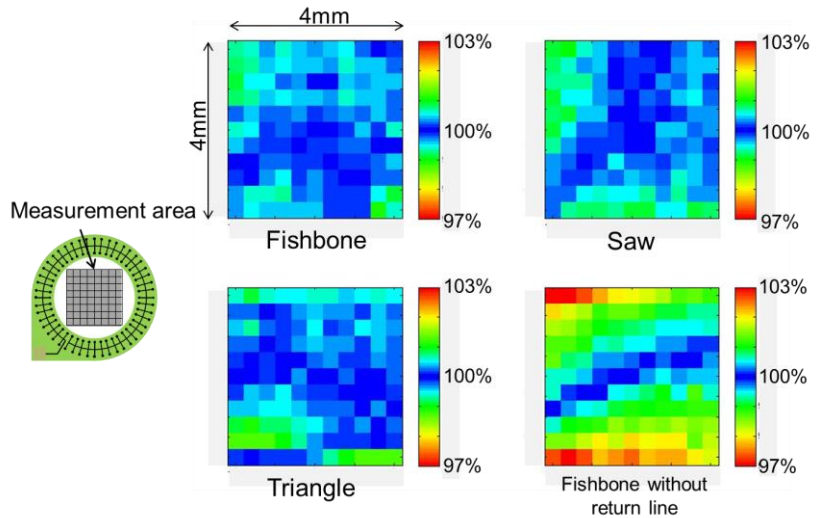 4mm
4mm
103%
100%
97%
Fishbone
103%
100%
97%
Saw
Measurement area
103%
100%
97%
Triangle
103%
100%
97%
Fishbone without
return line